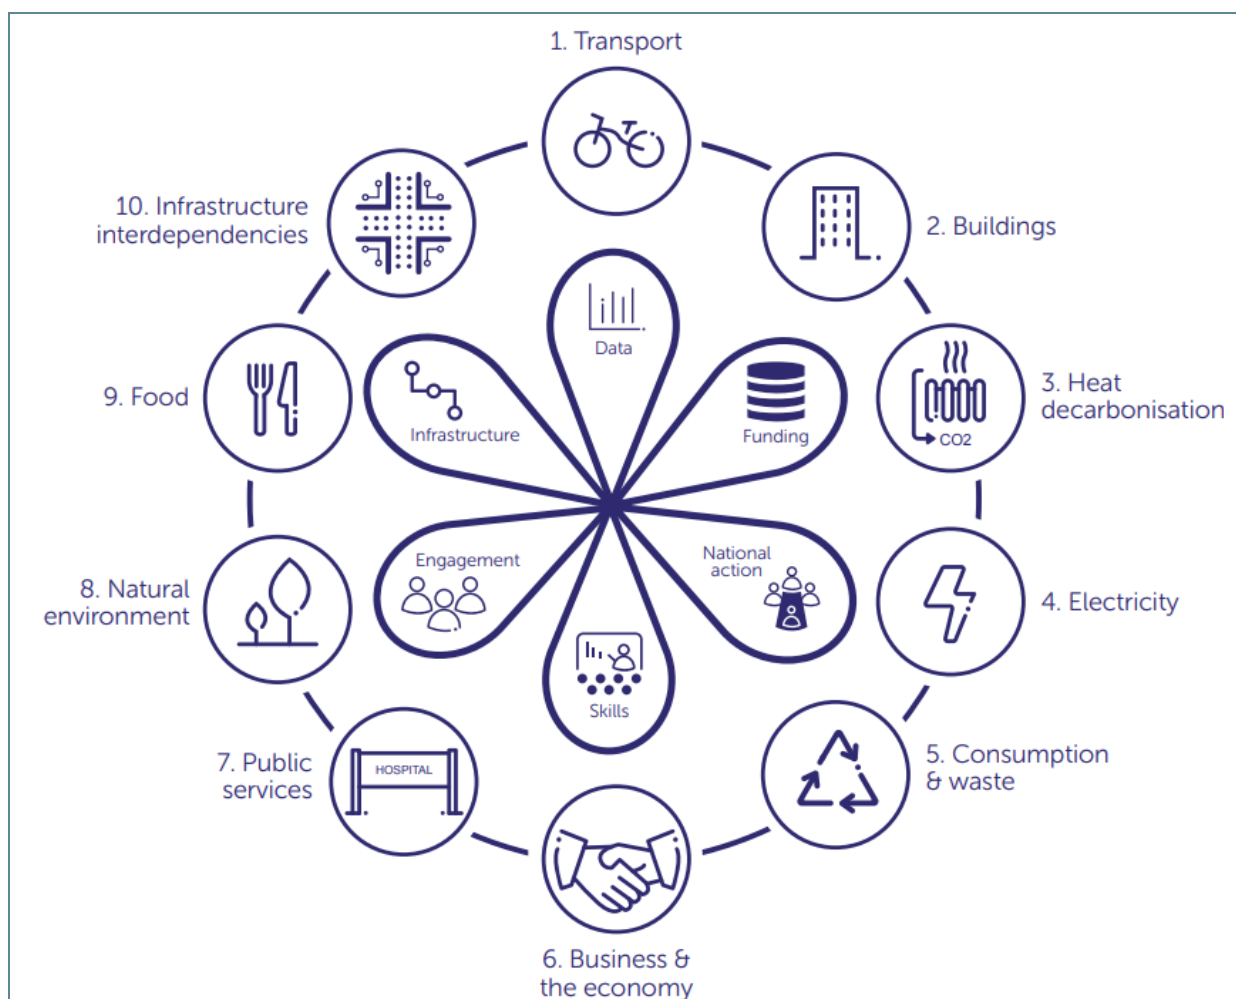 1. Transport
2. Buildings
3. Heat
decarbonisation
CO2
4. Electricity
5. Consumption
& waste
6. Business &
the economy
7. Public
services
HOSPITAL
8. Natural
environment
9. Food
10. Infrastructure
interdependencies
Data
Funding
National
action
Skills
Engagement
Infrastructure